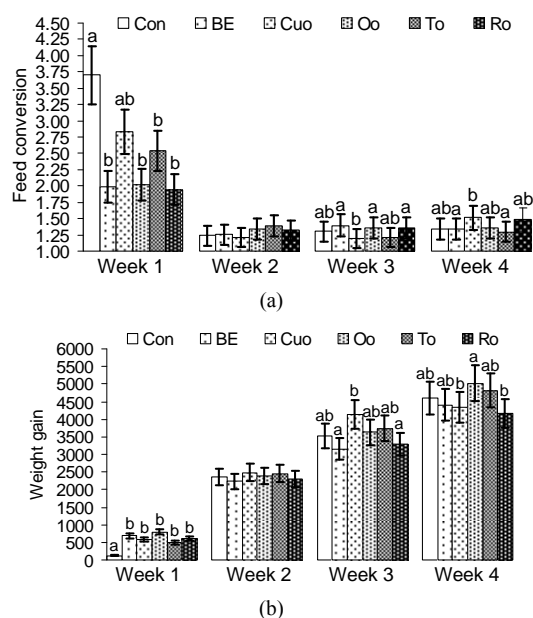 Con BE Cuo Oo To Ro
Feed conversion
4.50
4.25
4.00
3.75
3.50
3.25
3.00
2.75
2.50
2.25
2.00
1.75
1.50
1.25
1.00
a b ab b b b
ab a b a ab a
ab a b ab a ab
Week 1 Week 2 Week 3 Week 4
(a)
Con BE Cuo Oo To Ro
Weight gain
6000
5500
5000
4500
4000
3500
3000
2500
2000
1500
1000
500
0
a b b b b b
ab a b ab ab a
ab ab b a ab b
Week 1 Week 2 Week 3 Week 4
(b)